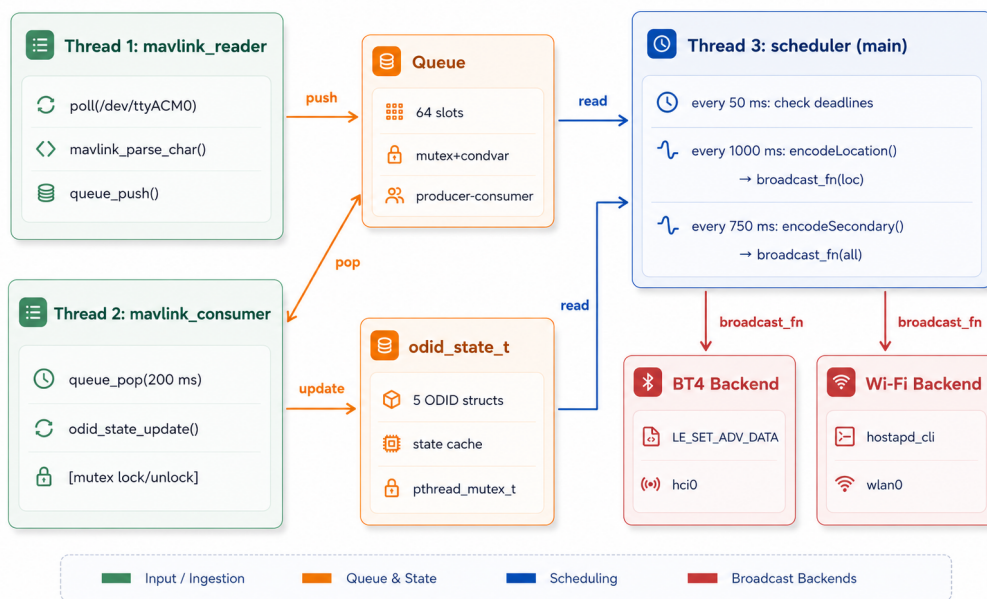 Thread 1: mavlink_reader
poll(/dev/ttyACM0)
mavlink_parse_char()
queue_push()
push
Queue
64 slots
mutex+condvar
producer-consumer
read
Thread 3: scheduler (main)
every 50 ms: check deadlines
every 1000 ms: encodeLocation()
→ broadcast_fn(loc)
every 750 ms: encodeSecondary()
→ broadcast_fn(all)
pop
Thread 2: mavlink_consumer
queue_pop(200 ms)
odid_state_update()
[mutex lock/unlock]
update
odid_state_t
5 ODID structs
state cache
pthread_mutex_t
read
broadcast_fn
broadcast_fn
BT4 Backend
LE_SET_ADV_DATA
hci0
Wi-Fi Backend
hostapd_cli
wlan0
Input / Ingestion
Queue & State
Scheduling
Broadcast Backends